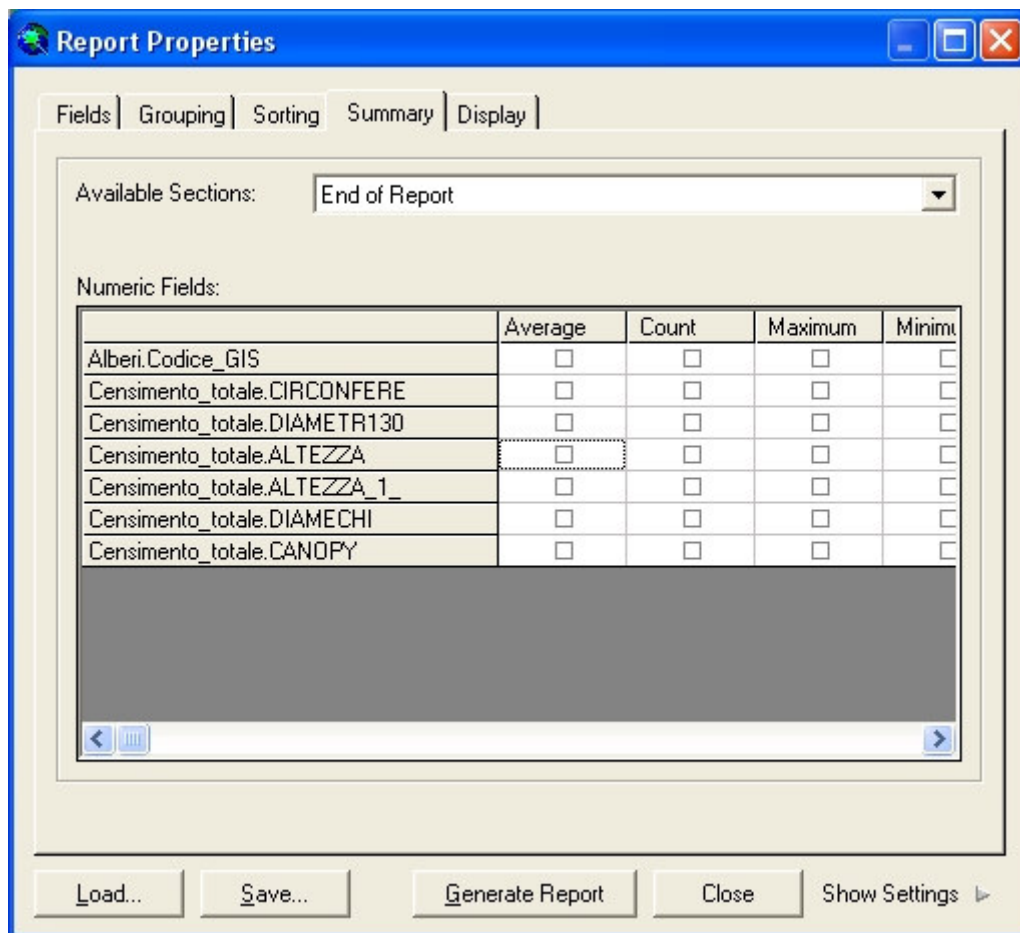 Report Properties
Fields Grouping Sorting Summary Display
Available Sections: End of Report
Numeric Fields:
Average Count Maximum Minimu
Alberi.Codice_GIS
Censimento_totale.CIRCONFERE
Censimento_totale.DIAMETR130
Censimento_totale.ALTEZZA
Censimento_totale.ALTEZZA_1_
Censimento_totale.DIAMECHI
Censimento_totale.CANOPY
Load... Save... Generate Report Close Show Settings